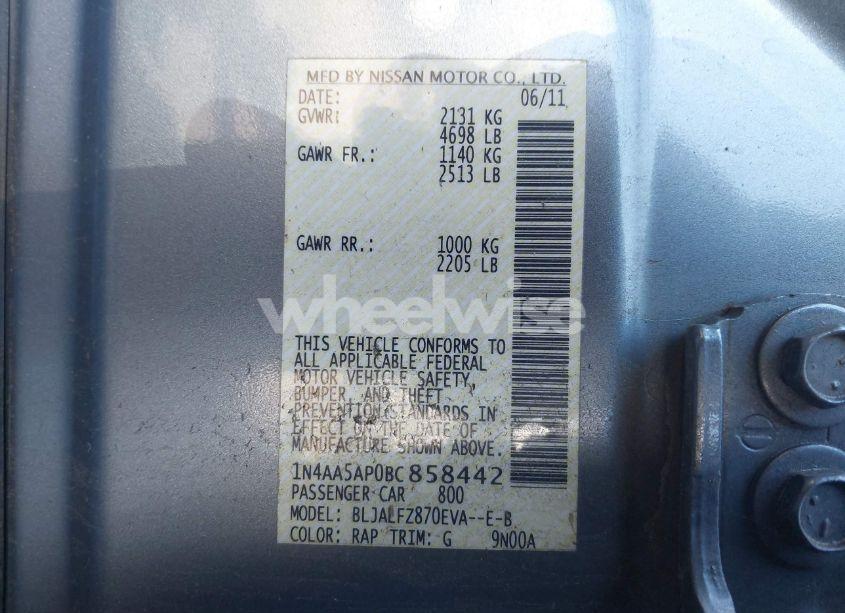 MFD BY NISSAN MOTOR CO., LTD.
DATE: 06/11
GVWR: 2131 KG
4698 LB
GAWR FR.: 1140 KG
2513 LB
GAWR RR.: 1000 KG
2205 LB
wheelwise
THIS VEHICLE CONFORMS TO
ALL APPLICABLE FEDERAL
MOTOR VEHICLE SAFETY,
BUMPER, AND THEFT
PREVENTION STANDARDS IN
EFFECT ON THE DATE OF
MANUFACTURE SHOWN ABOVE.
1N4AA5AP0BC858442
PASSENGER CAR 800
MODEL: BLJALFZ870EVA--E-B
COLOR: RAP TRIM: G 9N00A